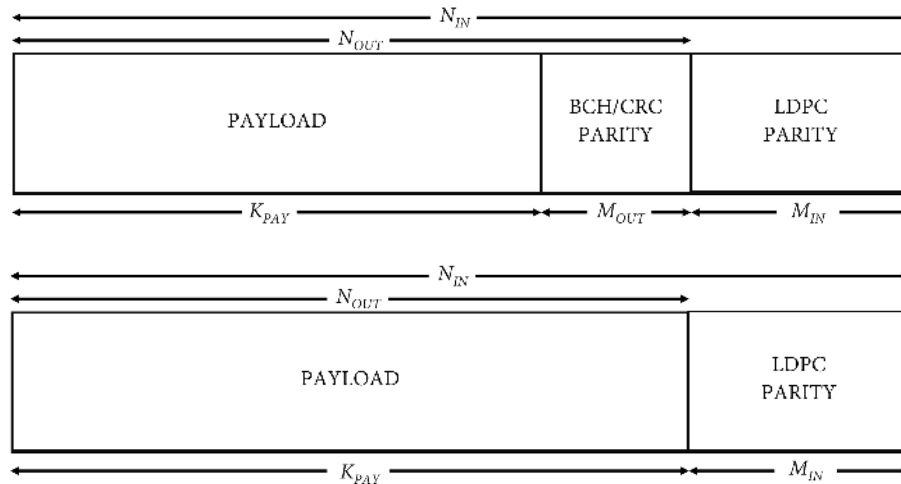 N_IN
N_OUT
PAYLOAD
BCH/CRC
PARITY
LDPC
PARITY
K_PAY
M_OUT
M_IN
N_IN
N_OUT
PAYLOAD
LDPC
PARITY
K_PAY
M_IN